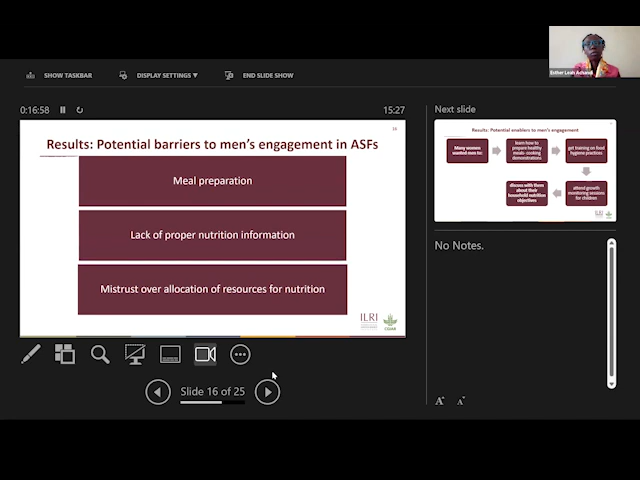 Esther Leah Achandi
SHOW TASKBAR
DISPLAY SETTINGS ▼
END SLIDE SHOW
0:16:58
15:27
Next slide
16
Results: Potential barriers to men's engagement in ASFs
Meal preparation
Lack of proper nutrition information
Mistrust over allocation of resources for nutrition
ILRI
CGIAR
Results: Potential enablers to men's engagement
Many women
wanted men to:
learn how to
prepare healthy
meals- cooking
demonstrations
get training on food
hygiene practices
discuss with them
about their
household nutrition
objectives
attend growth
monitoring sessions
for children
ILRI
No Notes.
Slide 16 of 25
A
A